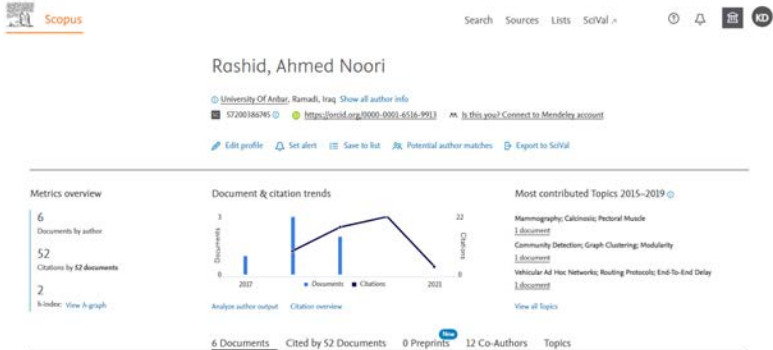 Scopus
Search Sources Lists SciVal ↗
KD
Rashid, Ahmed Noori
University Of Anbar, Ramadi, Iraq Show all author info
57200386745 https://orcid.org/0000-0001-6516-9913 Is this you? Connect to Mendeley account
Edit profile Set alert Save to list Potential author matches Export to SciVal
Metrics overview
6
Documents by author
52
Citations by 52 documents
2
h-index: View h-graph
Document & citation trends
3
22
Documents
Citations
0
0
2017
2021
Documents Citations
Analyze author output Citation overview
Most contributed Topics 2015–2019
Mammography; Calcinosis; Pectoral Muscle
1 document
Community Detection; Graph Clustering; Modularity
1 document
Vehicular Ad Hoc Networks; Routing Protocols; End-To-End Delay
1 document
View all Topics
New
6 Documents Cited by 52 Documents 0 Preprints 12 Co-Authors Topics